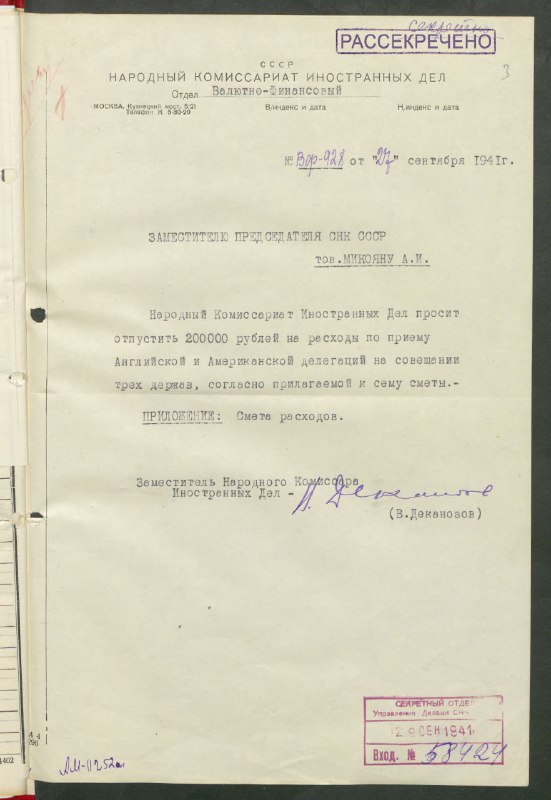 секретно
РАССЕКРЕЧЕНО
3
СССР
НАРОДНЫЙ КОМИССАРИАТ ИНОСТРАННЫХ ДЕЛ
Отдел Валютно-Финансовый
МОСКВА, Кузнецкий мост, 5/21
Телефон К 5-30-20
В/индекс и дата
Н/индекс и дата
№ Вф-928 от "27" сентября 1941г.
ЗАМЕСТИТЕЛЮ ПРЕДСЕДАТЕЛЯ СНК СССР
тов.МИКОЯНУ А.И.
Народный Комиссариат Иностранных Дел просит
отпустить 200000 рублей на расходы по приему
Английской и Американской делегаций на совещании
трех держав, согласно прилагаемой к сему сметы.-
ПРИЛОЖЕНИЕ: Смета расходов.
Заместитель Народного Комиссара
Иностранных Дел -
(В.Деканозов)
СЕКРЕТНЫЙ ОТДЕЛ
Управления Делами СНК
29 СЕН 1941
Вход. № 58424